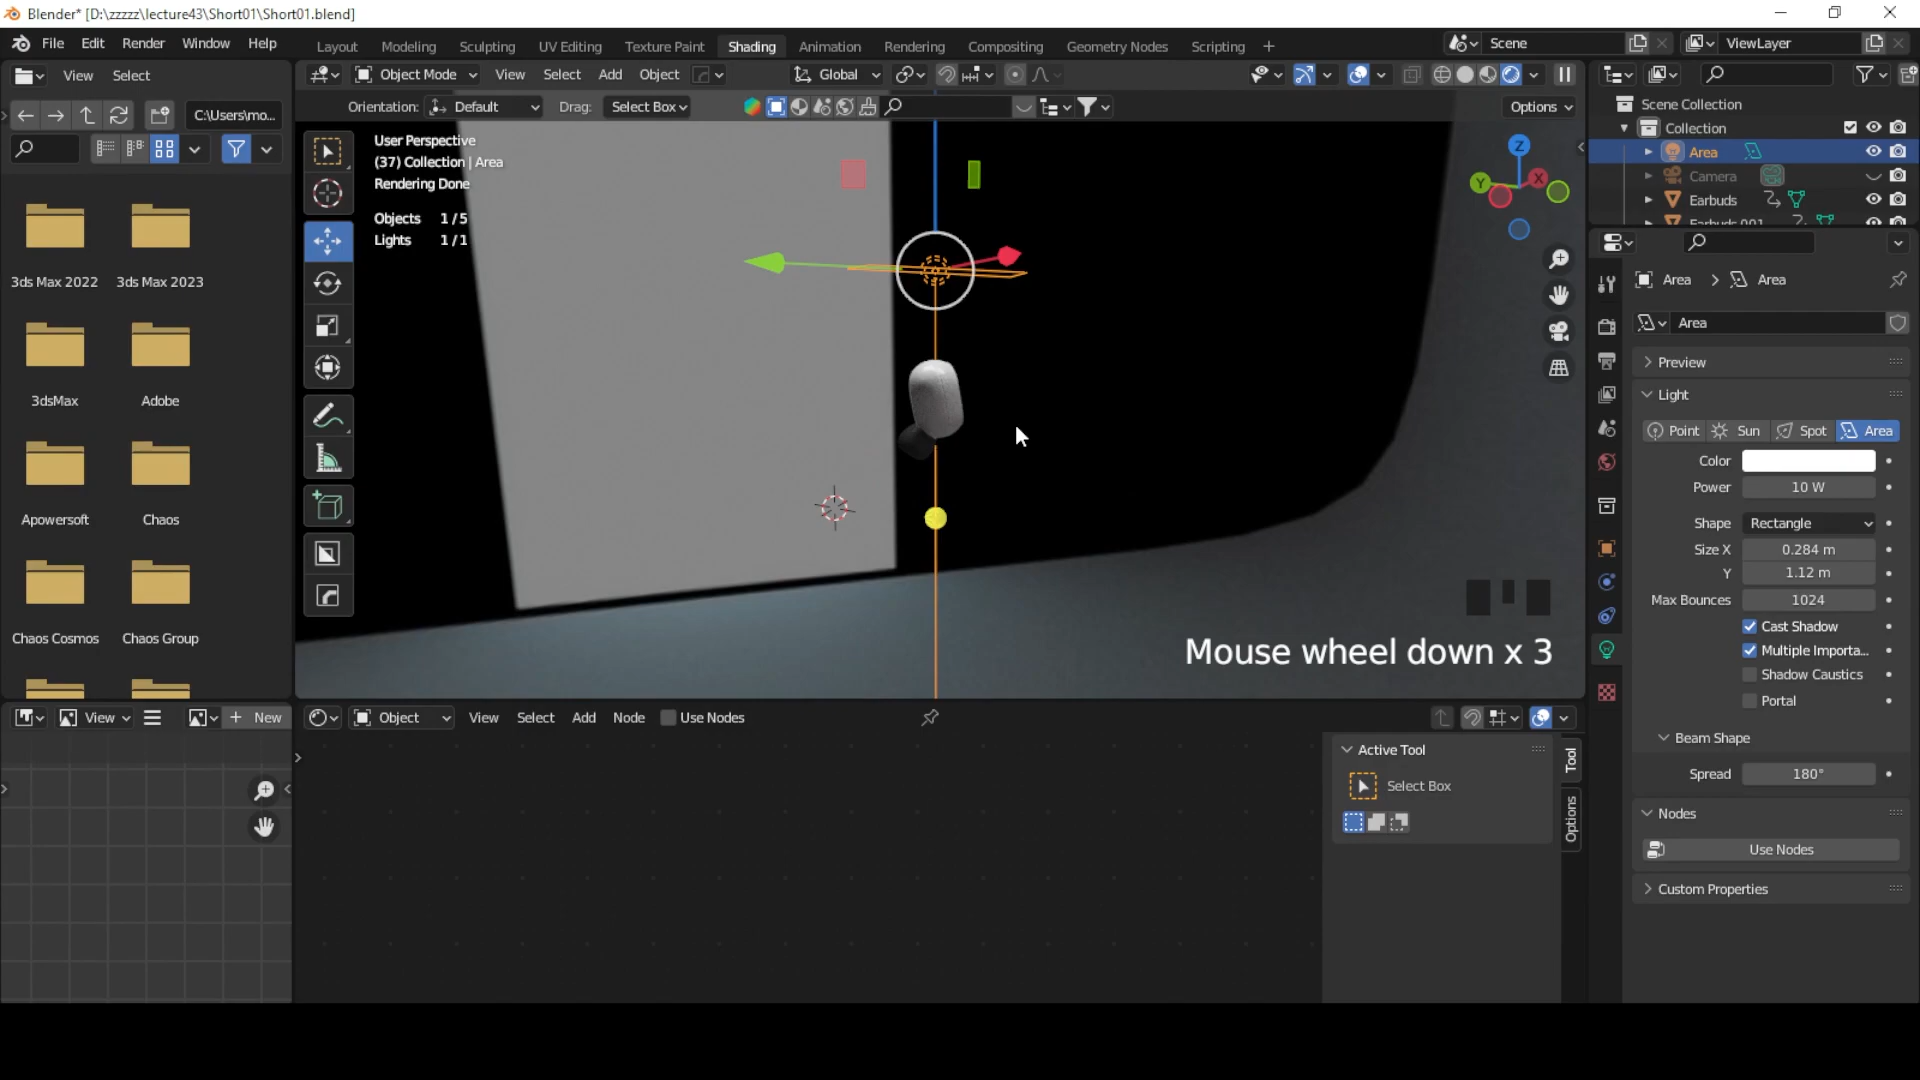 Blender* [D:\zzzzz\lecture43\Short01\Short01.blend]
File Edit Render Window Help
Layout Modeling Sculpting UV Editing Texture Paint Shading Animation Rendering Compositing Geometry Nodes Scripting +
Scene
ViewLayer
View Select
Object Mode View Select Add Object
Global
C:\Users\mo...
Orientation: Default Drag: Select Box
Options
User Perspective
(37) Collection | Area
Rendering Done
Objects 1/5
Lights 1/1
Z
Y
X
3ds Max 2022 3ds Max 2023
3dsMax Adobe
Apowersoft Chaos
Chaos Cosmos Chaos Group
Mouse wheel down x 3
Scene Collection
Collection
Area
Camera
Earbuds
Earbuds.001
Area > Area
Area
Preview
Light
Point Sun Spot Area
Color
Power 10 W
Shape Rectangle
Size X 0.284 m
Y 1.12 m
Max Bounces 1024
Cast Shadow
Multiple Importa...
Shadow Caustics
Portal
Beam Shape
Spread 180°
Nodes
Use Nodes
Custom Properties
View + New
Object View Select Add Node Use Nodes
Active Tool
Select Box
Tool
Options